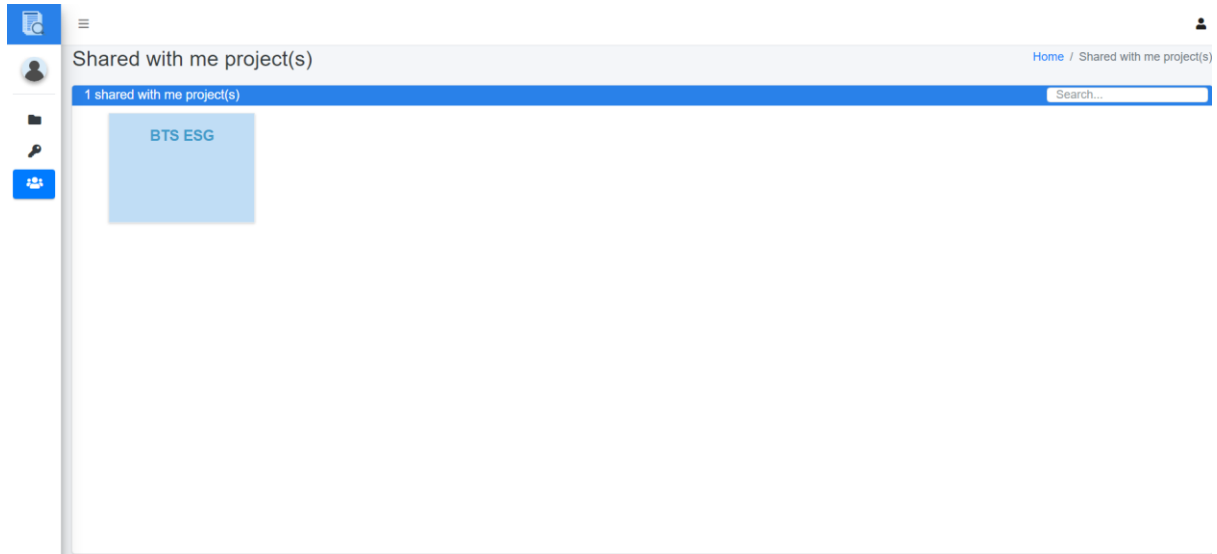 Shared with me project(s)
Home / Shared with me project(s)
1 shared with me project(s)
Search...
BTS ESG